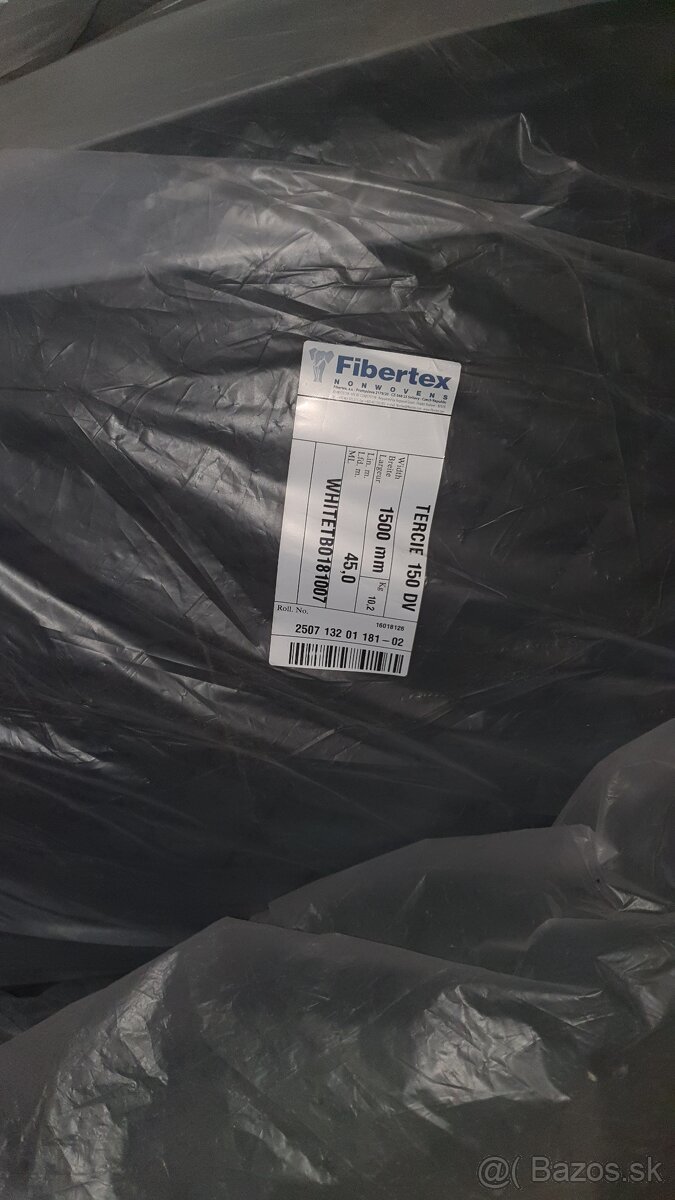 Fibertex
NONWOVENS
TERCIE 150 DV
Width
Breite
Largeur
1500 mm
Kg
10,2
Lin. m.
Lfd. m.
ML
45,0
WHITETB0181007
Roll. No.
16018126
2507 132 01 181-02
@( Bazos.sk